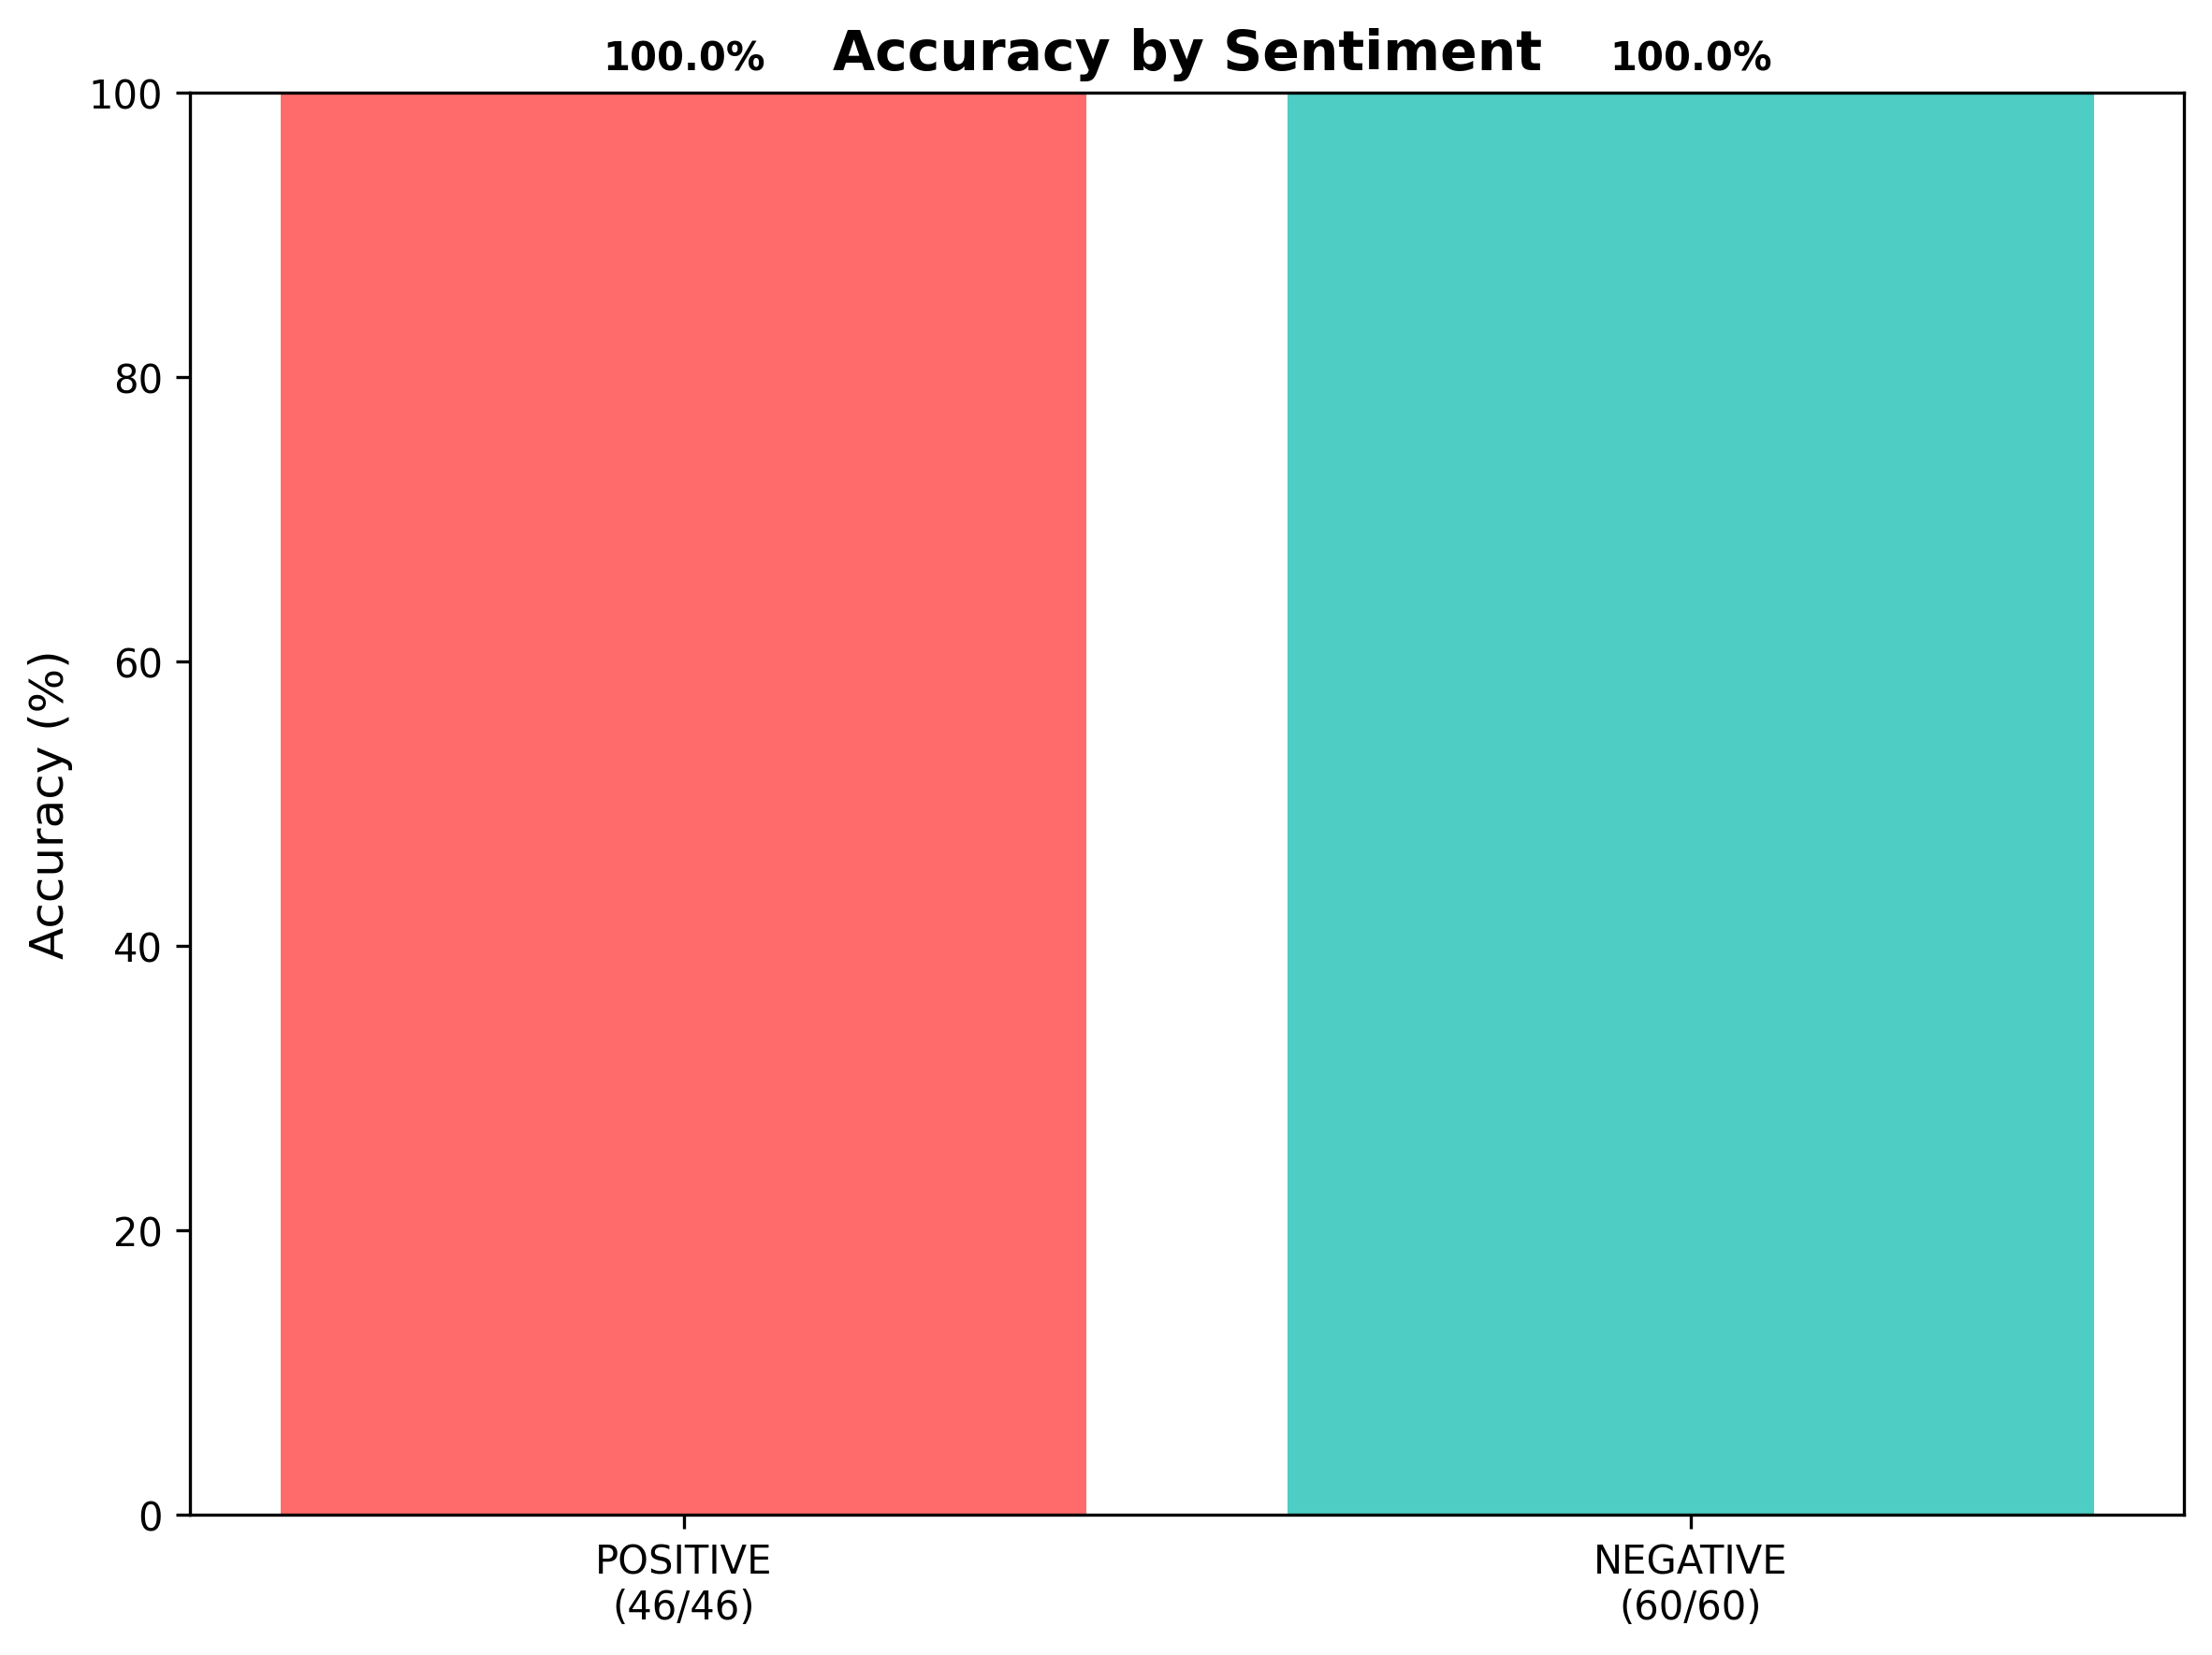 100.0% Accuracy by Sentiment 100.0%
100
80
60
40
20
0
Accuracy (%)
POSITIVE
(46/46)
NEGATIVE
(60/60)